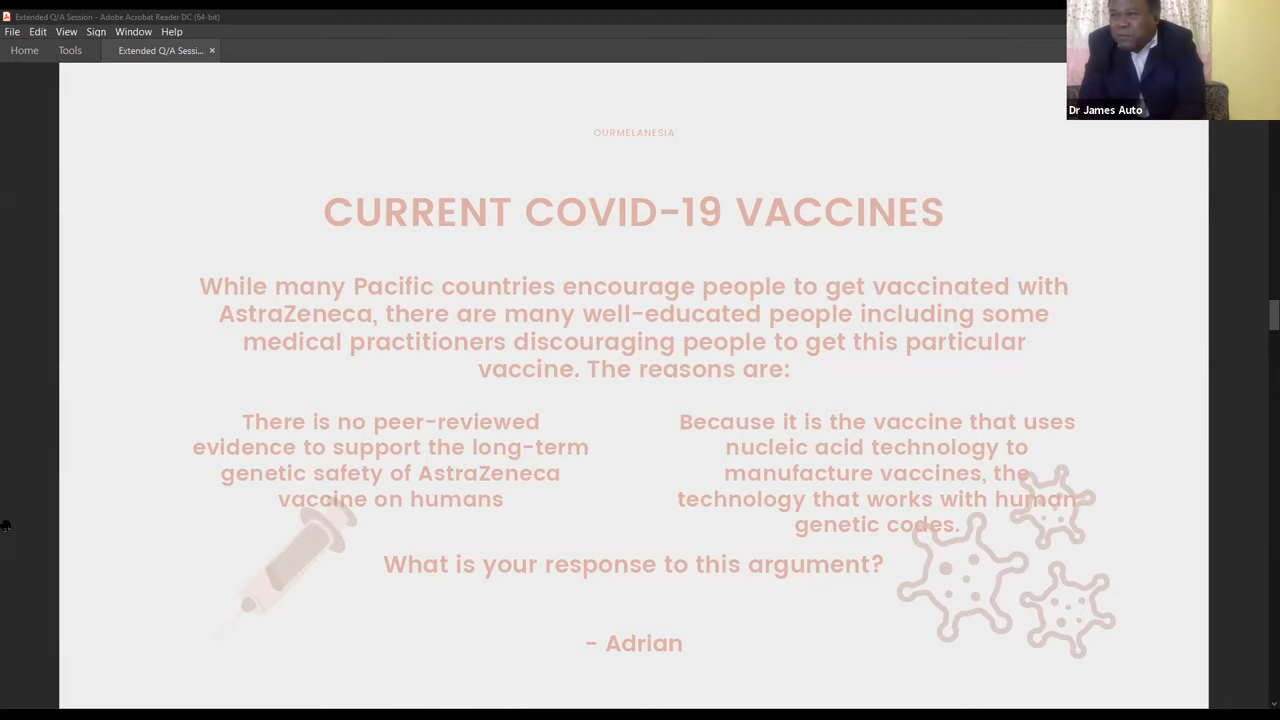 Extended Q/A Session - Adobe Acrobat Reader DC (64-bit)
File Edit View Sign Window Help
Home Tools Extended Q/A Sessi... ×
Dr James Auto
OURMELANESIA
CURRENT COVID-19 VACCINES
While many Pacific countries encourage people to get vaccinated with
AstraZeneca, there are many well-educated people including some
medical practitioners discouraging people to get this particular
vaccine. The reasons are:
There is no peer-reviewed
evidence to support the long-term
genetic safety of AstraZeneca
vaccine on humans
Because it is the vaccine that uses
nucleic acid technology to
manufacture vaccines, the
technology that works with human
genetic codes.
What is your response to this argument?
- Adrian